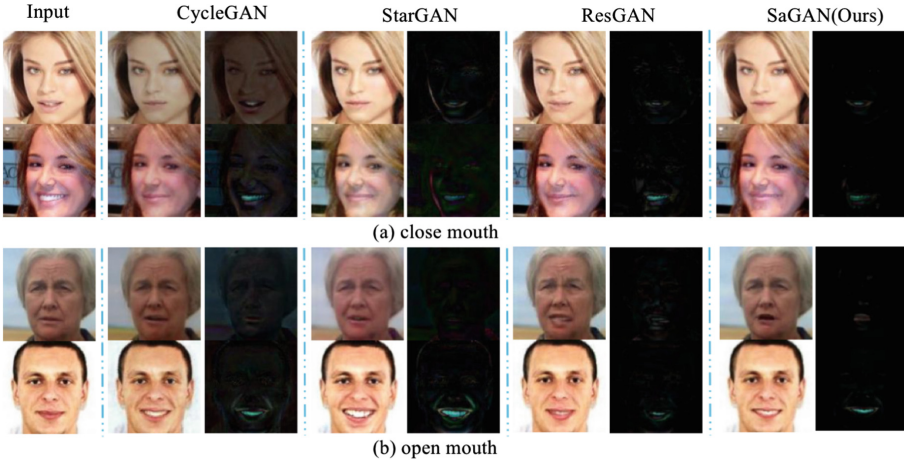 Input CycleGAN StarGAN ResGAN SaGAN(Ours)
(a) close mouth
(b) open mouth